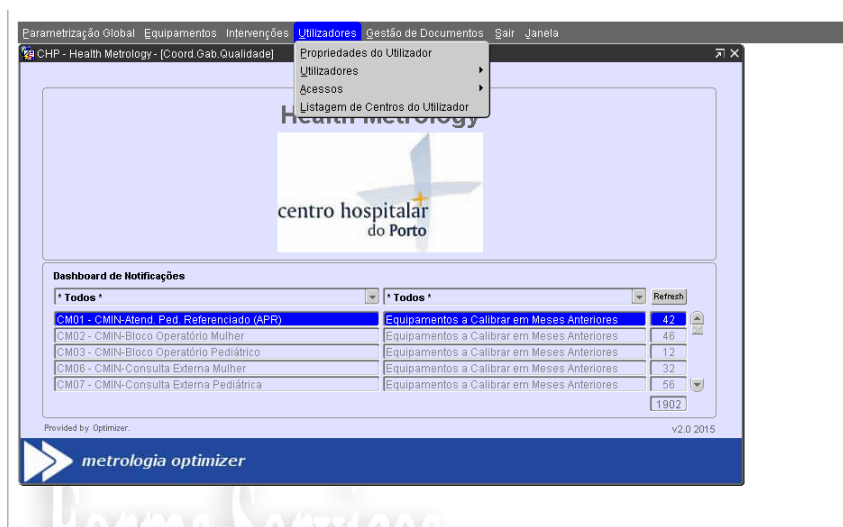 Parametrização Global Equipamentos Intervenções Utilizadores Gestão de Documentos Sair Janela
CHP - Health Metrology - [Coord.Gab.Qualidade]
Propriedades do Utilizador
Utilizadores
Acessos
Listagem de Centros do Utilizador
Health Metrology
centro hospitalar
do Porto
Dashboard de Notificações
* Todos * * Todos * Refresh
CM01 - CMIN-Atend. Ped. Referenciado (APR) Equipamentos a Calibrar em Meses Anteriores 42
CM02 - CMIN-Bloco Operatório Mulher Equipamentos a Calibrar em Meses Anteriores 46
CM03 - CMIN-Bloco Operatório Pediátrico Equipamentos a Calibrar em Meses Anteriores 12
CM06 - CMIN-Consulta Externa Mulher Equipamentos a Calibrar em Meses Anteriores 32
CM07 - CMIN-Consulta Externa Pediátrica Equipamentos a Calibrar em Meses Anteriores 56
1902
Provided by Optimizer. v2.0 2015
metrologia optimizer
Forms Services